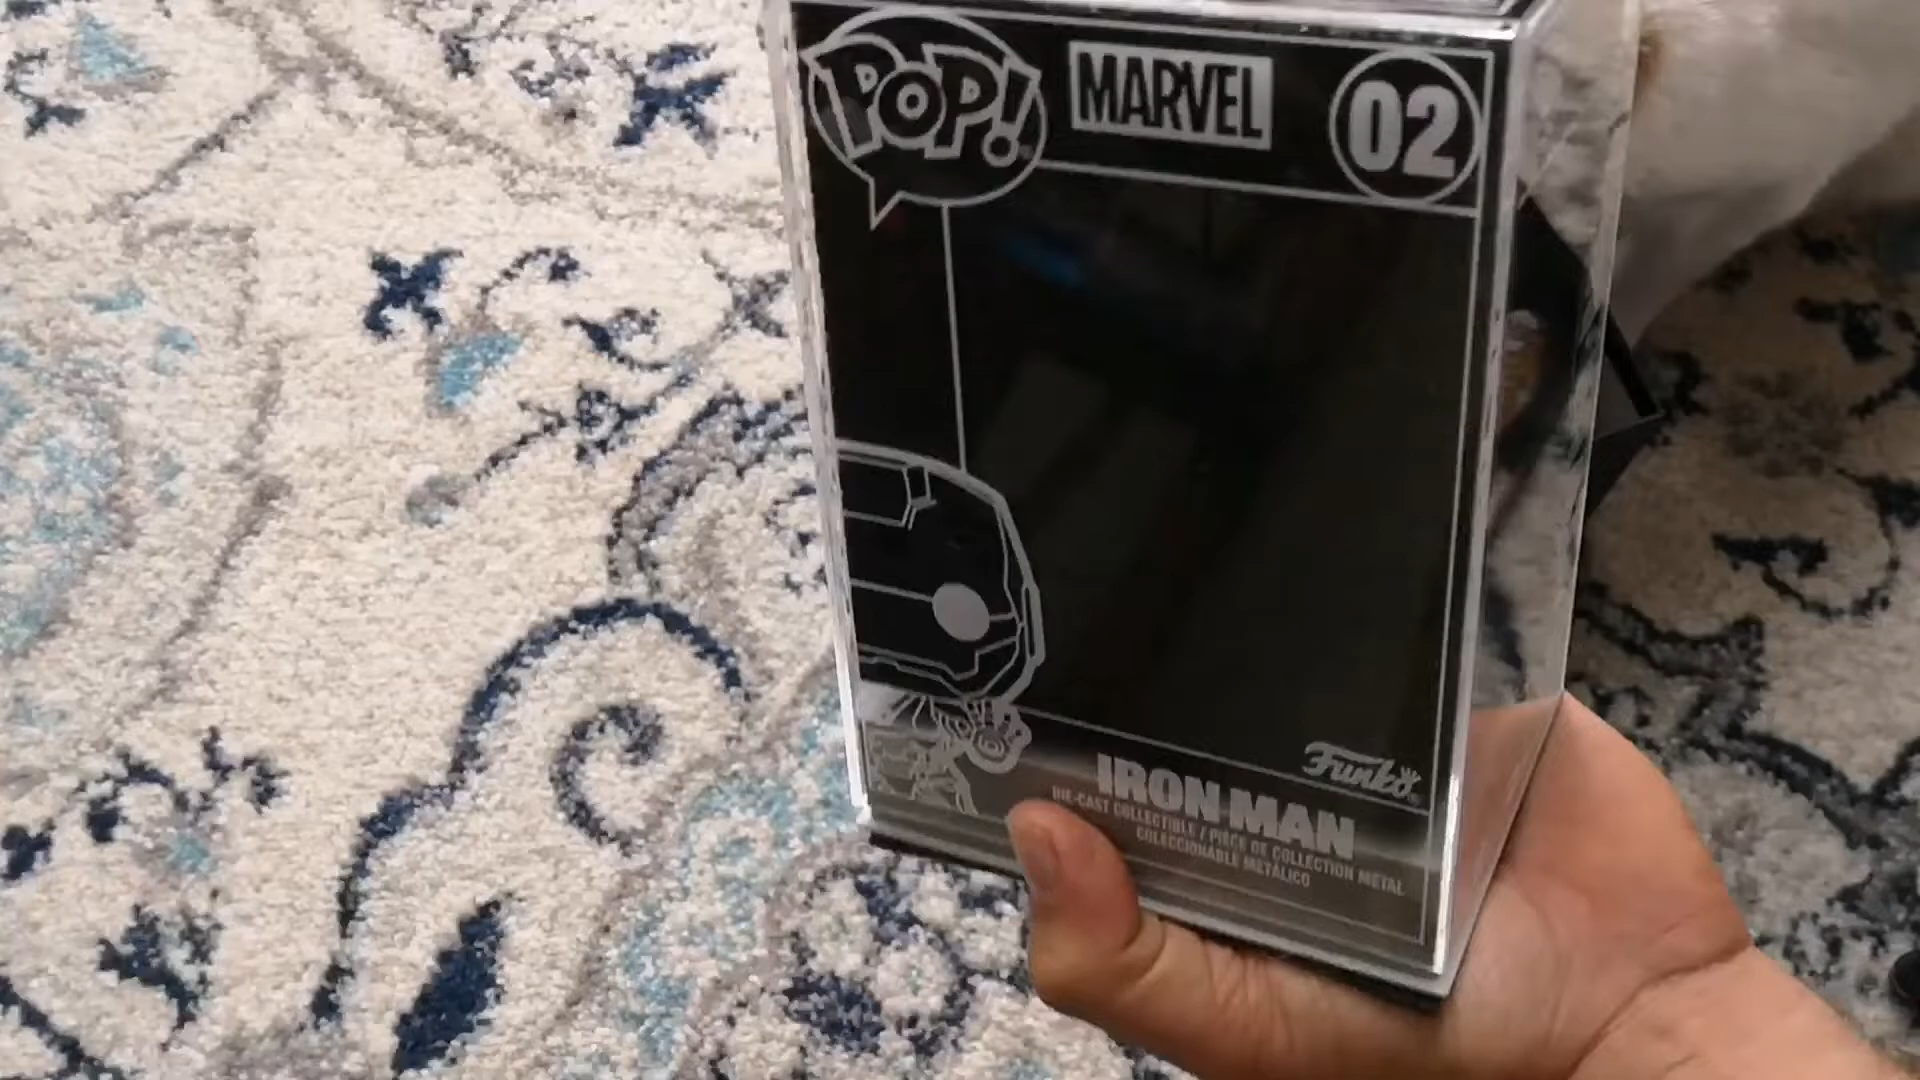 POP!
MARVEL
02
Funko
IRON MAN
DIE-CAST COLLECTIBLE / PIÈCE DE COLLECTION METAL
COLECCIONABLE METÁLICO